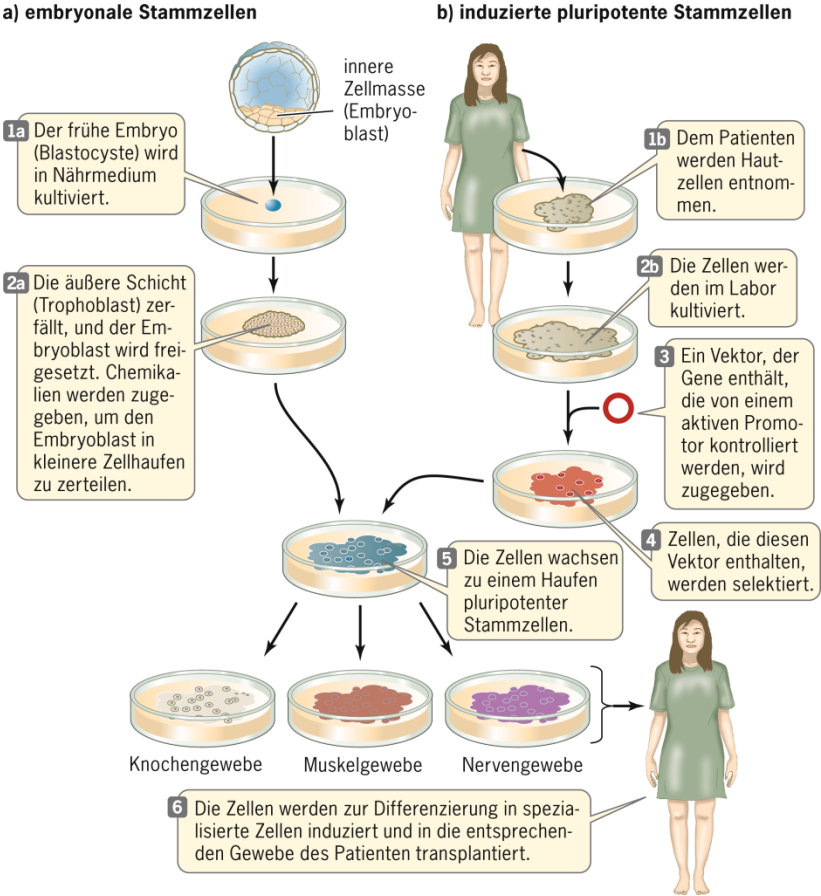 a) embryonale Stammzellen
b) induzierte pluripotente Stammzellen
innere
Zellmasse
(Embryo-
blast)
1a Der frühe Embryo
(Blastocyste) wird
in Nährmedium
kultiviert.
1b Dem Patienten
werden Haut-
zellen entnom-
men.
2a Die äußere Schicht
(Trophoblast) zer-
fällt, und der Em-
bryoblast wird frei-
gesetzt. Chemika-
lien werden zuge-
geben, um den
Embryoblast in
kleinere Zellhaufen
zu zerteilen.
2b Die Zellen wer-
den im Labor
kultiviert.
3 Ein Vektor, der
Gene enthält,
die von einem
aktiven Promo-
tor kontrolliert
werden, wird
zugegeben.
4 Zellen, die diesen
Vektor enthalten,
werden selektiert.
5 Die Zellen wachsen
zu einem Haufen
pluripotenter
Stammzellen.
Knochengewebe
Muskelgewebe
Nervengewebe
6 Die Zellen werden zur Differenzierung in spezia-
lisierte Zellen induziert und in die entsprechen-
den Gewebe des Patienten transplantiert.